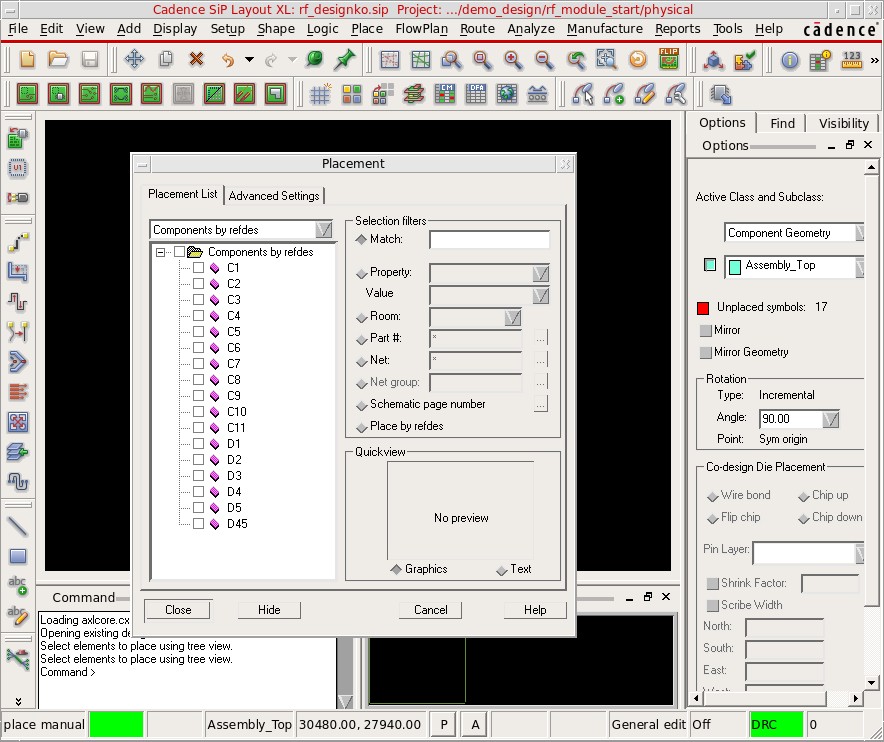 Cadence SiP Layout XL: rf_designko.sip  Project: .../demo_design/rf_module_start/physical
File Edit View Add Display Setup Shape Logic Place FlowPlan Route Analyze Manufacture Reports Tools Help cādence
FLIP
123
»
CM
DFA
U1
Options Find Visibility
Options
Placement
Placement List Advanced Settings
Components by refdes
Components by refdes
C1
C2
C3
C4
C5
C6
C7
C8
C9
C10
C11
D1
D2
D3
D4
D5
D45
Selection filters
Match:
Property:
Value
Room:
Part #: * ...
Net: * ...
Net group: ...
Schematic page number ...
Place by refdes
Quickview
No preview
Graphics Text
Close Hide Cancel Help
Active Class and Subclass:
Component Geometry
Assembly_Top
Unplaced symbols: 17
Mirror
Mirror Geometry
Rotation
Type: Incremental
Angle: 90.00
Point: Sym origin
Co-design Die Placement
Wire bond Chip up
Flip chip Chip down
Pin Layer:
Shrink Factor:
Scribe Width
North:
South:
East:
abc
abc
Command
Loading axlcore.cx
Opening existing de
Select elements to place using tree view.
Select elements to place using tree view.
Command >
place manual Assembly_Top 30480.00, 27940.00 P A General edit Off DRC 0